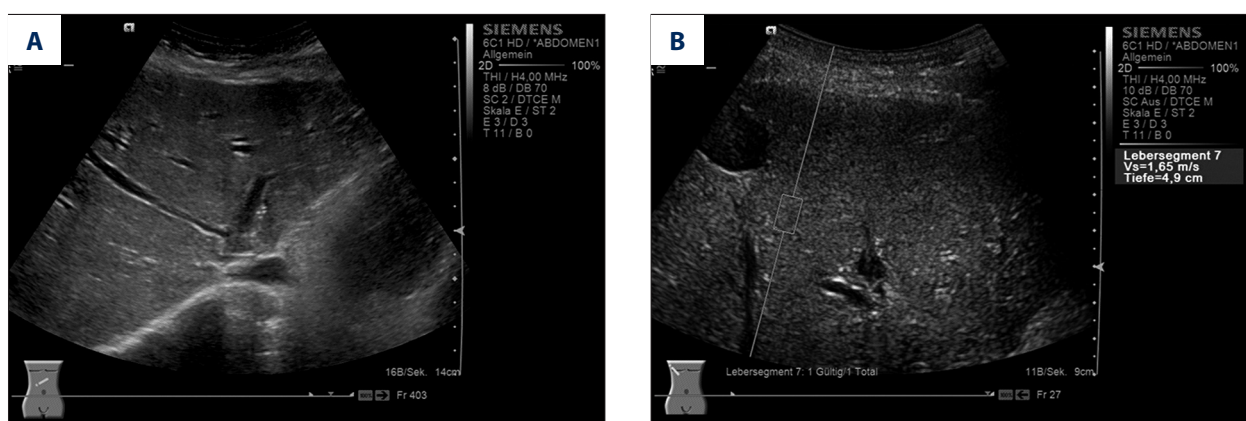 A
SIEMENS
6C1 HD / *ABDOMEN1
Allgemein
2D 100%
THI / H4,00 MHz
8 dB / DB 70
SC 2 / DTCE M
Skala E / ST 2
E 3 / D 3
T 11 / B 0
16B/Sek. 14cm
Fr 403
B
SIEMENS
6C1 HD / *ABDOMEN1
Allgemein
2D 100%
THI / H4,00 MHz
10 dB / DB 70
SC Aus / DTCE M
Skala E / ST 2
E 3 / D 3
T 11 / B 0
Lebersegment 7
Vs=1,65 m/s
Tiefe=4,9 cm
Lebersegment 7: 1 Gültig/1 Total 11B/Sek. 9cm
Fr 27